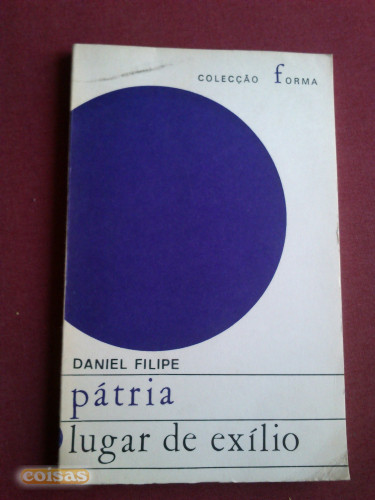 COLECÇÃO FORMA
DANIEL FILIPE
pátria
lugar de exílio
coisas